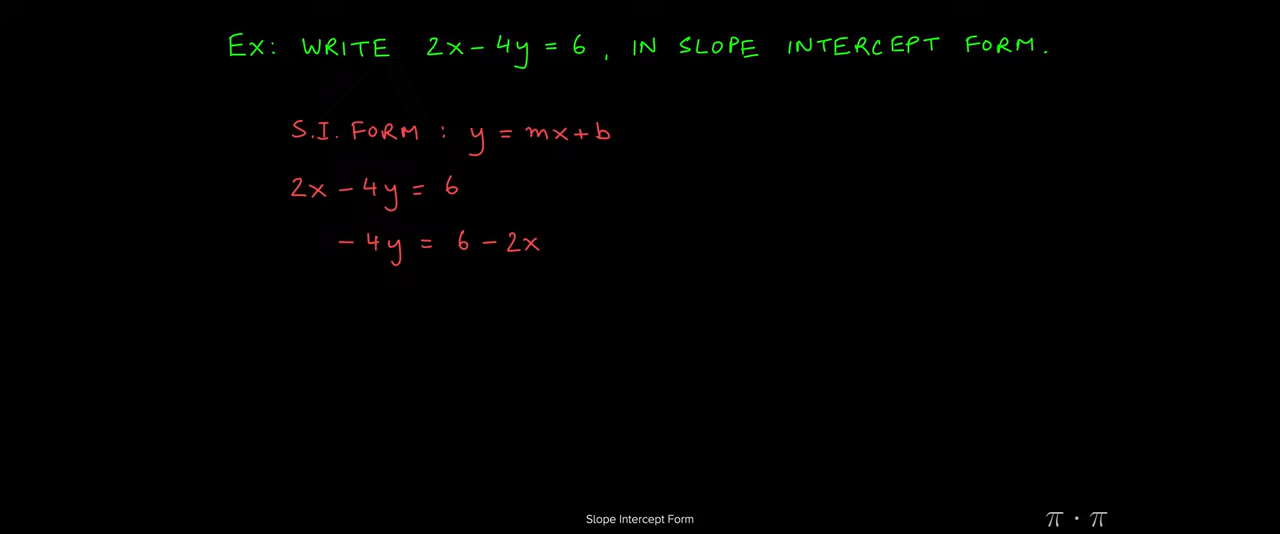 Ex: WRITE 2x - 4y = 6, IN SLOPE INTERCEPT FORM.
S.I. FORM : y = mx + b
2x - 4y = 6
- 4y = 6 - 2x
Slope Intercept Form
π · π